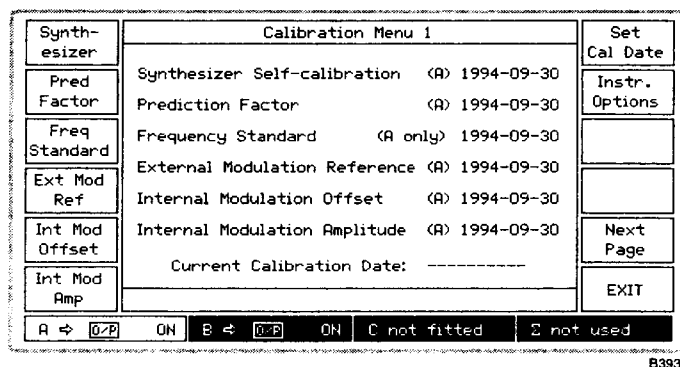 Synth-
esizer
Pred
Factor
Freq
Standard
Ext Mod
Ref
Int Mod
Offset
Int Mod
Amp
Calibration Menu 1
Synthesizer Self-calibration (A) 1994-09-30
Prediction Factor (A) 1994-09-30
Frequency Standard (A only) 1994-09-30
External Modulation Reference (A) 1994-09-30
Internal Modulation Offset (A) 1994-09-30
Internal Modulation Amplitude (A) 1994-09-30
Current Calibration Date: ----------
Set
Cal Date
Instr.
Options
Next
Page
EXIT
A ⇨ O/P ON B ⇦ O/P ON C not fitted Σ not used
B393